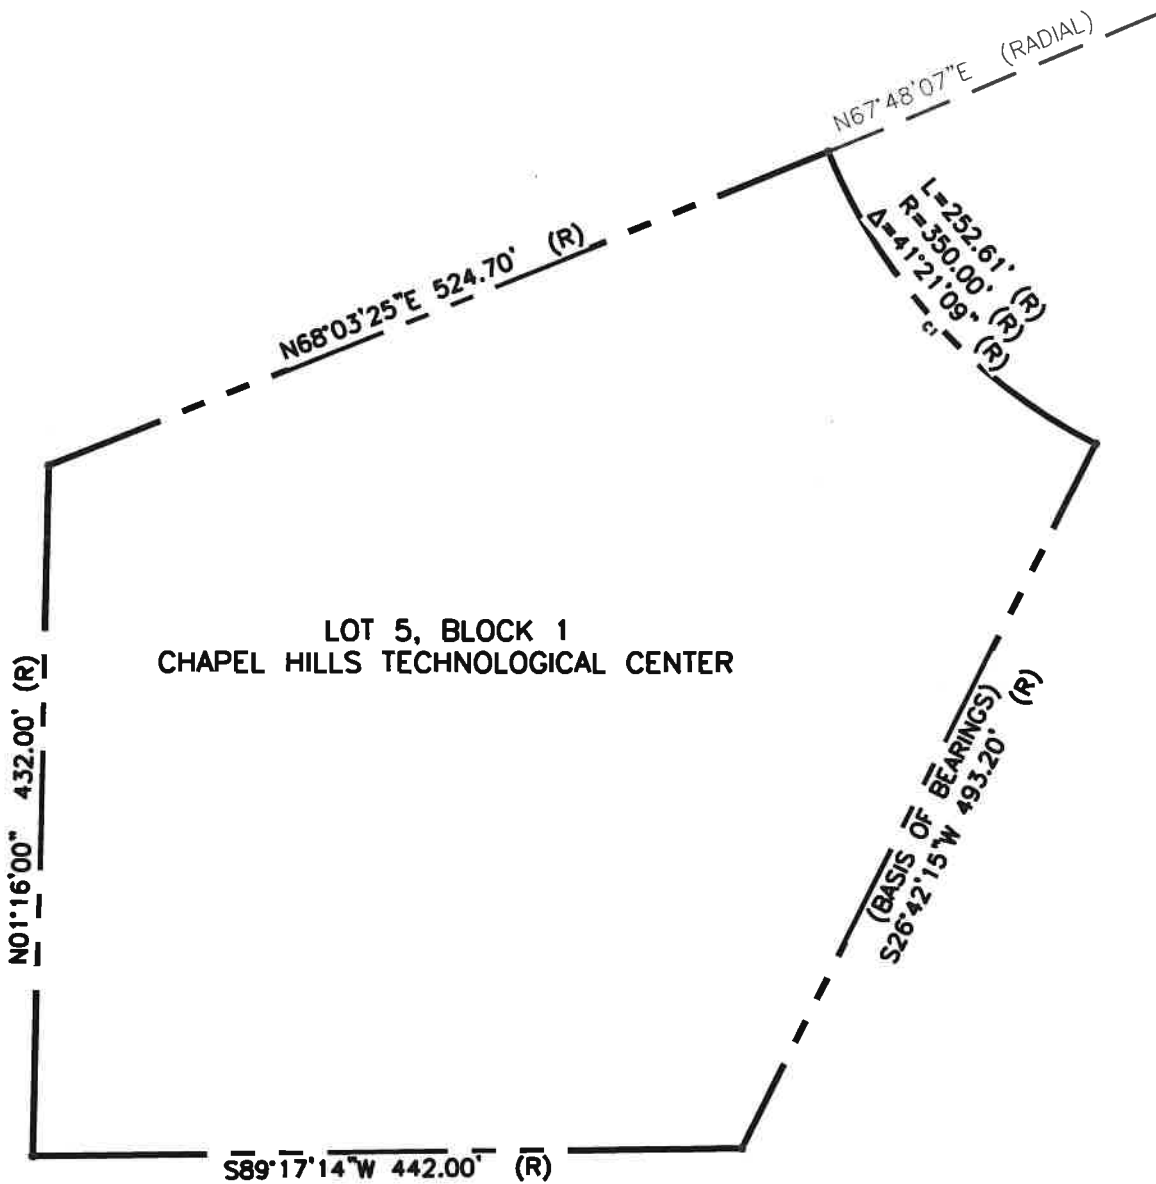 N67°48'07"E (RADIAL)
L=252.61' (R)
R=350.00' (R)
Δ=41°21'09" (R)
C1
N68°03'25"E 524.70' (R)
LOT 5, BLOCK 1
CHAPEL HILLS TECHNOLOGICAL CENTER
N01°16'00" 432.00' (R)
(BASIS OF BEARINGS)
S26°42'15"W 493.20' (R)
S89°17'14"W 442.00' (R)